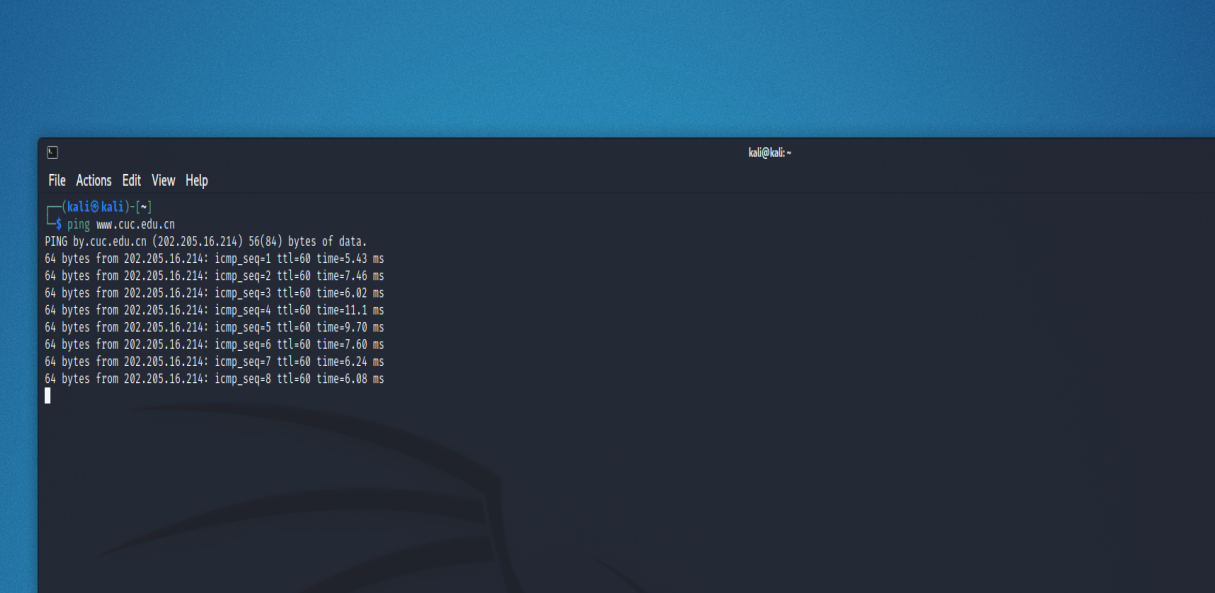 kali@kali: ~
File Actions Edit View Help
┌──(kali㉿kali)-[~]
└─$ ping www.cuc.edu.cn
PING by.cuc.edu.cn (202.205.16.214) 56(84) bytes of data.
64 bytes from 202.205.16.214: icmp_seq=1 ttl=60 time=5.43 ms
64 bytes from 202.205.16.214: icmp_seq=2 ttl=60 time=7.46 ms
64 bytes from 202.205.16.214: icmp_seq=3 ttl=60 time=6.02 ms
64 bytes from 202.205.16.214: icmp_seq=4 ttl=60 time=11.1 ms
64 bytes from 202.205.16.214: icmp_seq=5 ttl=60 time=9.70 ms
64 bytes from 202.205.16.214: icmp_seq=6 ttl=60 time=7.60 ms
64 bytes from 202.205.16.214: icmp_seq=7 ttl=60 time=6.24 ms
64 bytes from 202.205.16.214: icmp_seq=8 ttl=60 time=6.08 ms